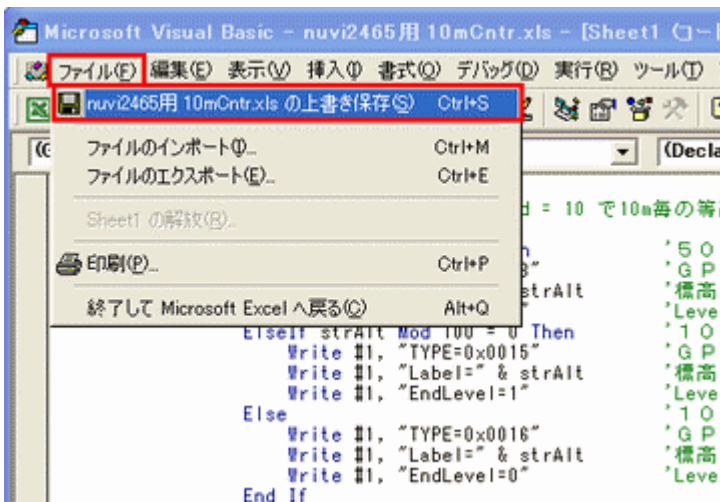 Microsoft Visual Basic - nuvi2465用 10mCntr.xls - [Sheet1 (コード
ファイル(F) 編集(E) 表示(V) 挿入(I) 書式(O) デバッグ(D) 実行(R) ツール(T)
nuvi2465用 10mCntr.xls の上書き保存(S) Ctrl+S
ファイルのインポート(I)... Ctrl+M
(Decla
ファイルのエクスポート(E)... Ctrl+E
Sheet1 の解放(R)...
= 10 で10m毎の等
印刷(P)... Ctrl+P
終了して Microsoft Excel へ戻る(C) Alt+Q
'50
'GP
strAlt '標高
'Leve
ElseIf strAlt Mod 100 = 0 Then '10
Write #1, "TYPE=0x0015" 'GP
Write #1, "Label=" & strAlt '標高
Write #1, "EndLevel=1" 'Leve
Else '10
Write #1, "TYPE=0x0016" 'GP
Write #1, "Label=" & strAlt '標高
Write #1, "EndLevel=0" 'Leve
End If